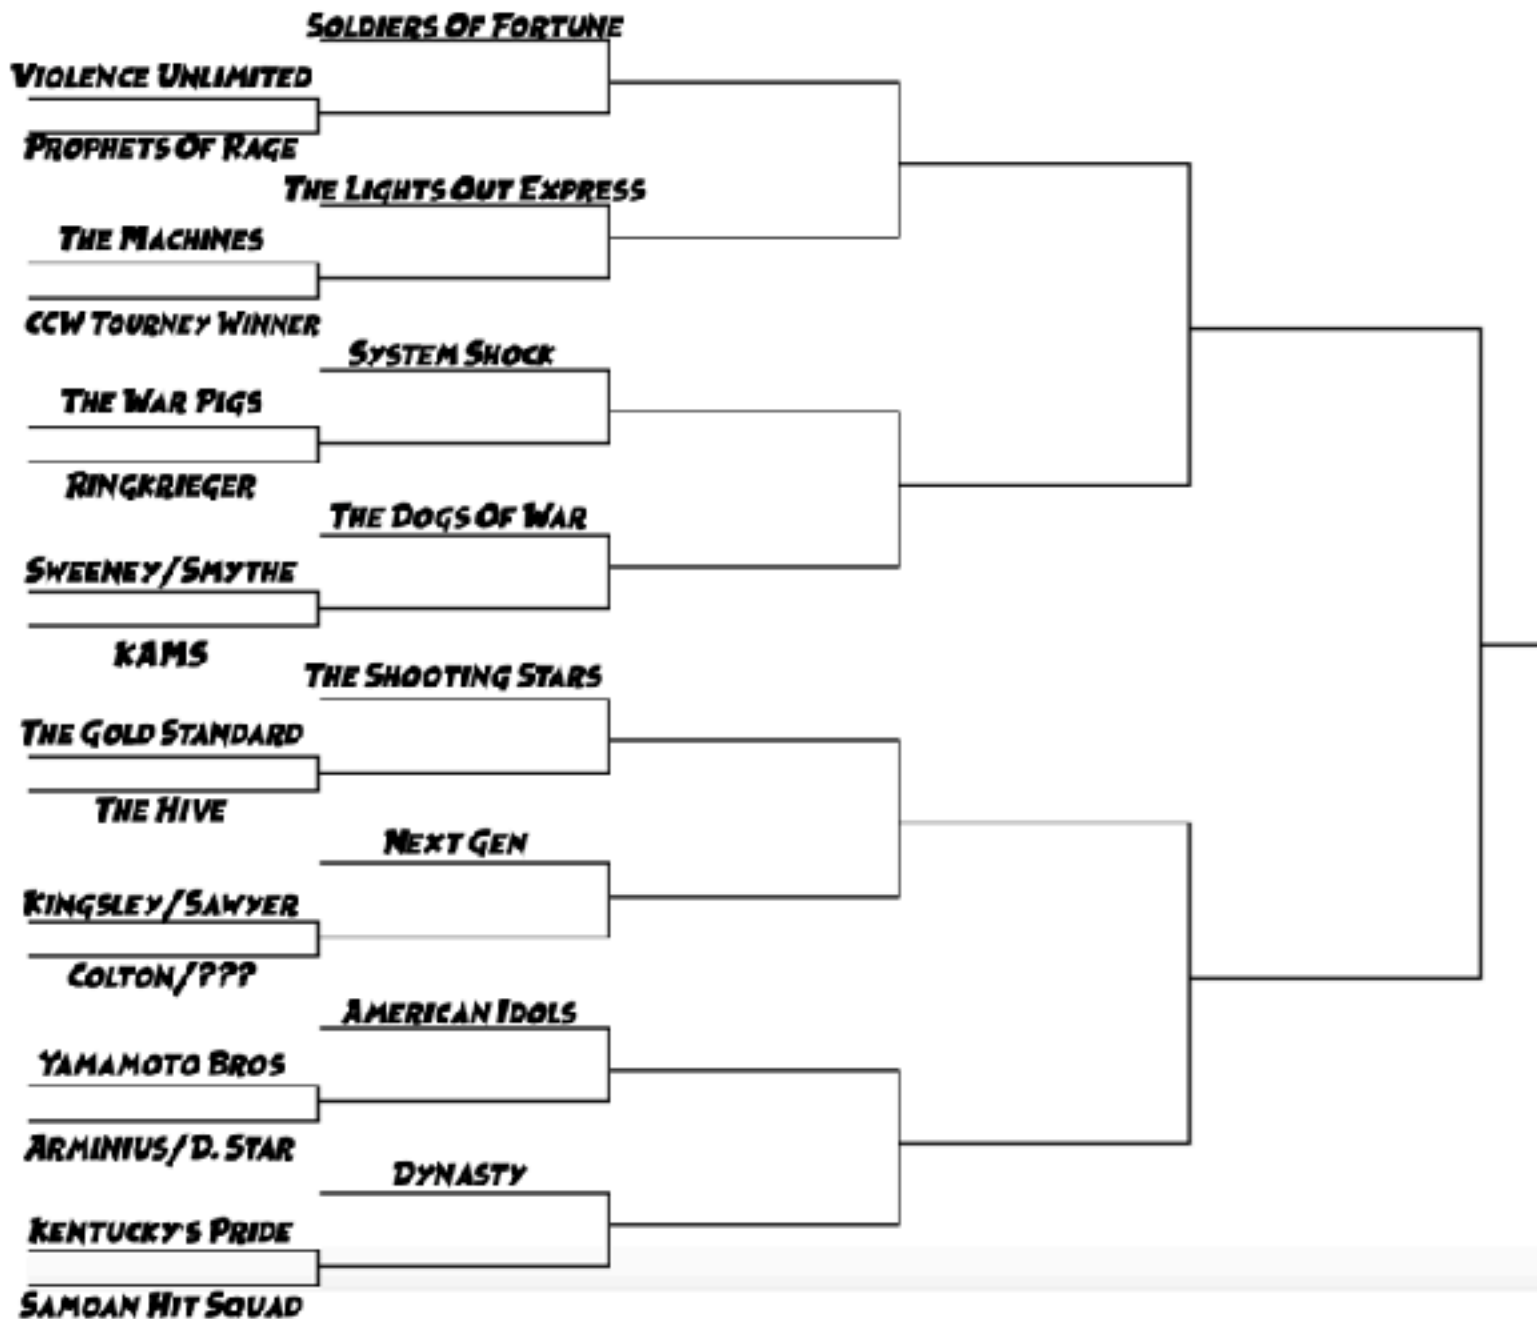 Soldiers Of Fortune
Violence Unlimited
Prophets Of Rage
The Lights Out Express
The Machines
CCW Tourney Winner
System Shock
The War Pigs
Ringkrieger
The Dogs Of War
Sweeney/Smythe
KAMS
The Shooting Stars
The Gold Standard
The Hive
Next Gen
Kingsley/Sawyer
Colton/???
American Idols
Yamamoto Bros
Arminius/D. Star
Dynasty
Kentucky's Pride
Samoan Hit Squad